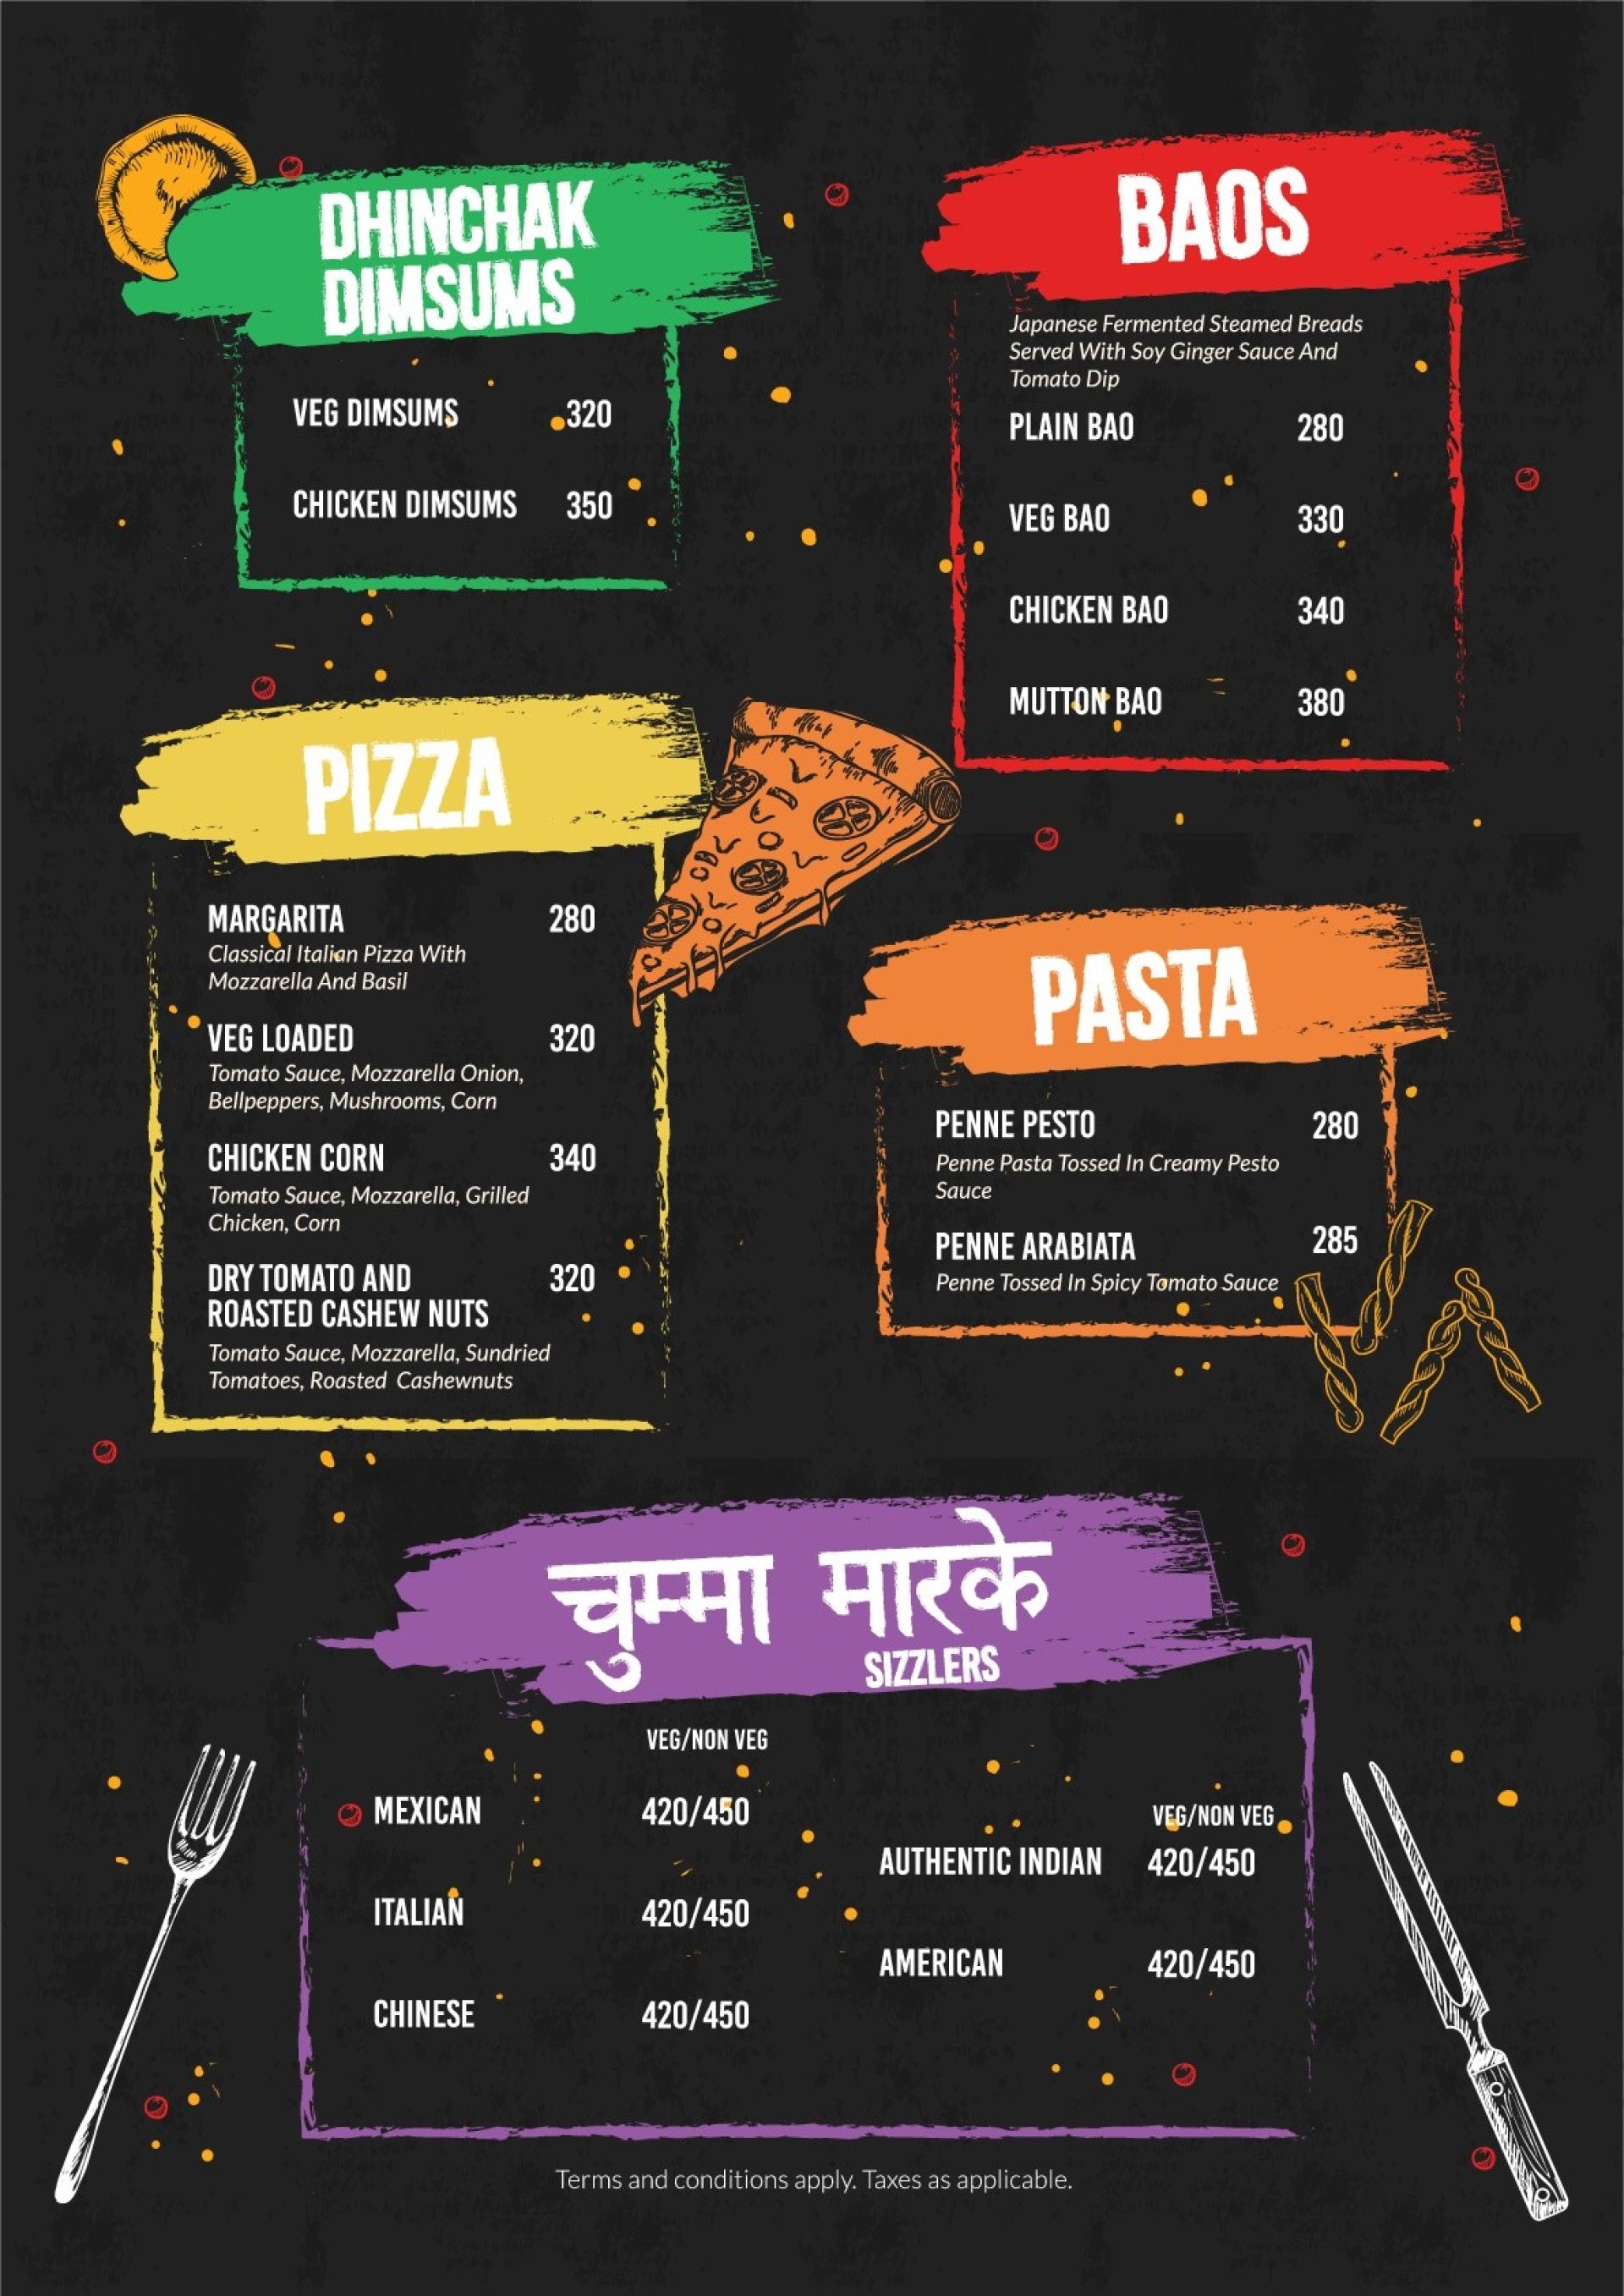 DHINCHAK
DIMSUMS
VEG DIMSUMS 320
CHICKEN DIMSUMS 350
BAOS
Japanese Fermented Steamed Breads
Served With Soy Ginger Sauce And
Tomato Dip
PLAIN BAO 280
VEG BAO 330
CHICKEN BAO 340
MUTTON BAO 380
PIZZA
MARGARITA 280
Classical Italian Pizza With
Mozzarella And Basil
VEG LOADED 320
Tomato Sauce, Mozzarella Onion,
Bellpeppers, Mushrooms, Corn
CHICKEN CORN 340
Tomato Sauce, Mozzarella, Grilled
Chicken, Corn
DRY TOMATO AND 320
ROASTED CASHEW NUTS
Tomato Sauce, Mozzarella, Sundried
Tomatoes, Roasted Cashewnuts
PASTA
PENNE PESTO 280
Penne Pasta Tossed In Creamy Pesto
Sauce
PENNE ARABIATA 285
Penne Tossed In Spicy Tomato Sauce
चुम्मा मारके
SIZZLERS
VEG/NON VEG
MEXICAN 420/450
ITALIAN 420/450
CHINESE 420/450
VEG/NON VEG
AUTHENTIC INDIAN 420/450
AMERICAN 420/450
Terms and conditions apply. Taxes as applicable.